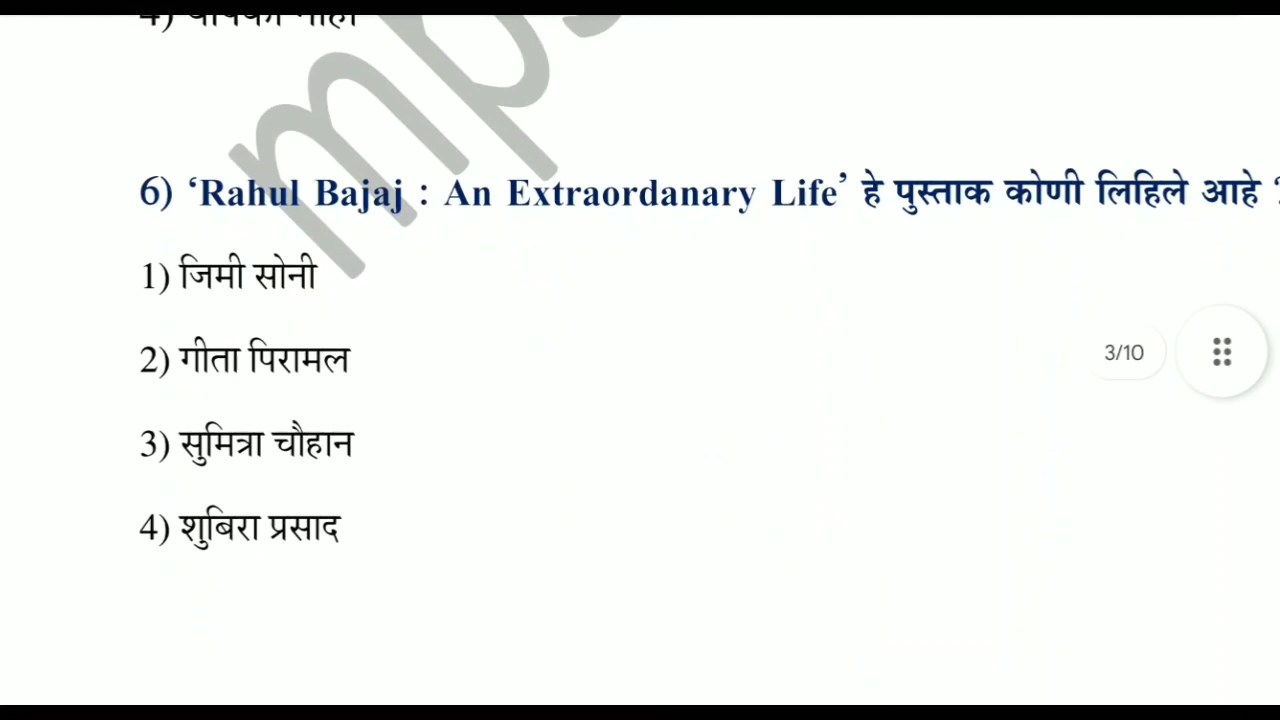 6) ‘Rahul Bajaj : An Extraordanary Life’ हे पुस्ताक कोणी लिहिले आहे ?
1) जिमी सोनी
2) गीता पिरामल
3) सुमित्रा चौहान
4) शुबिरा प्रसाद
3/10